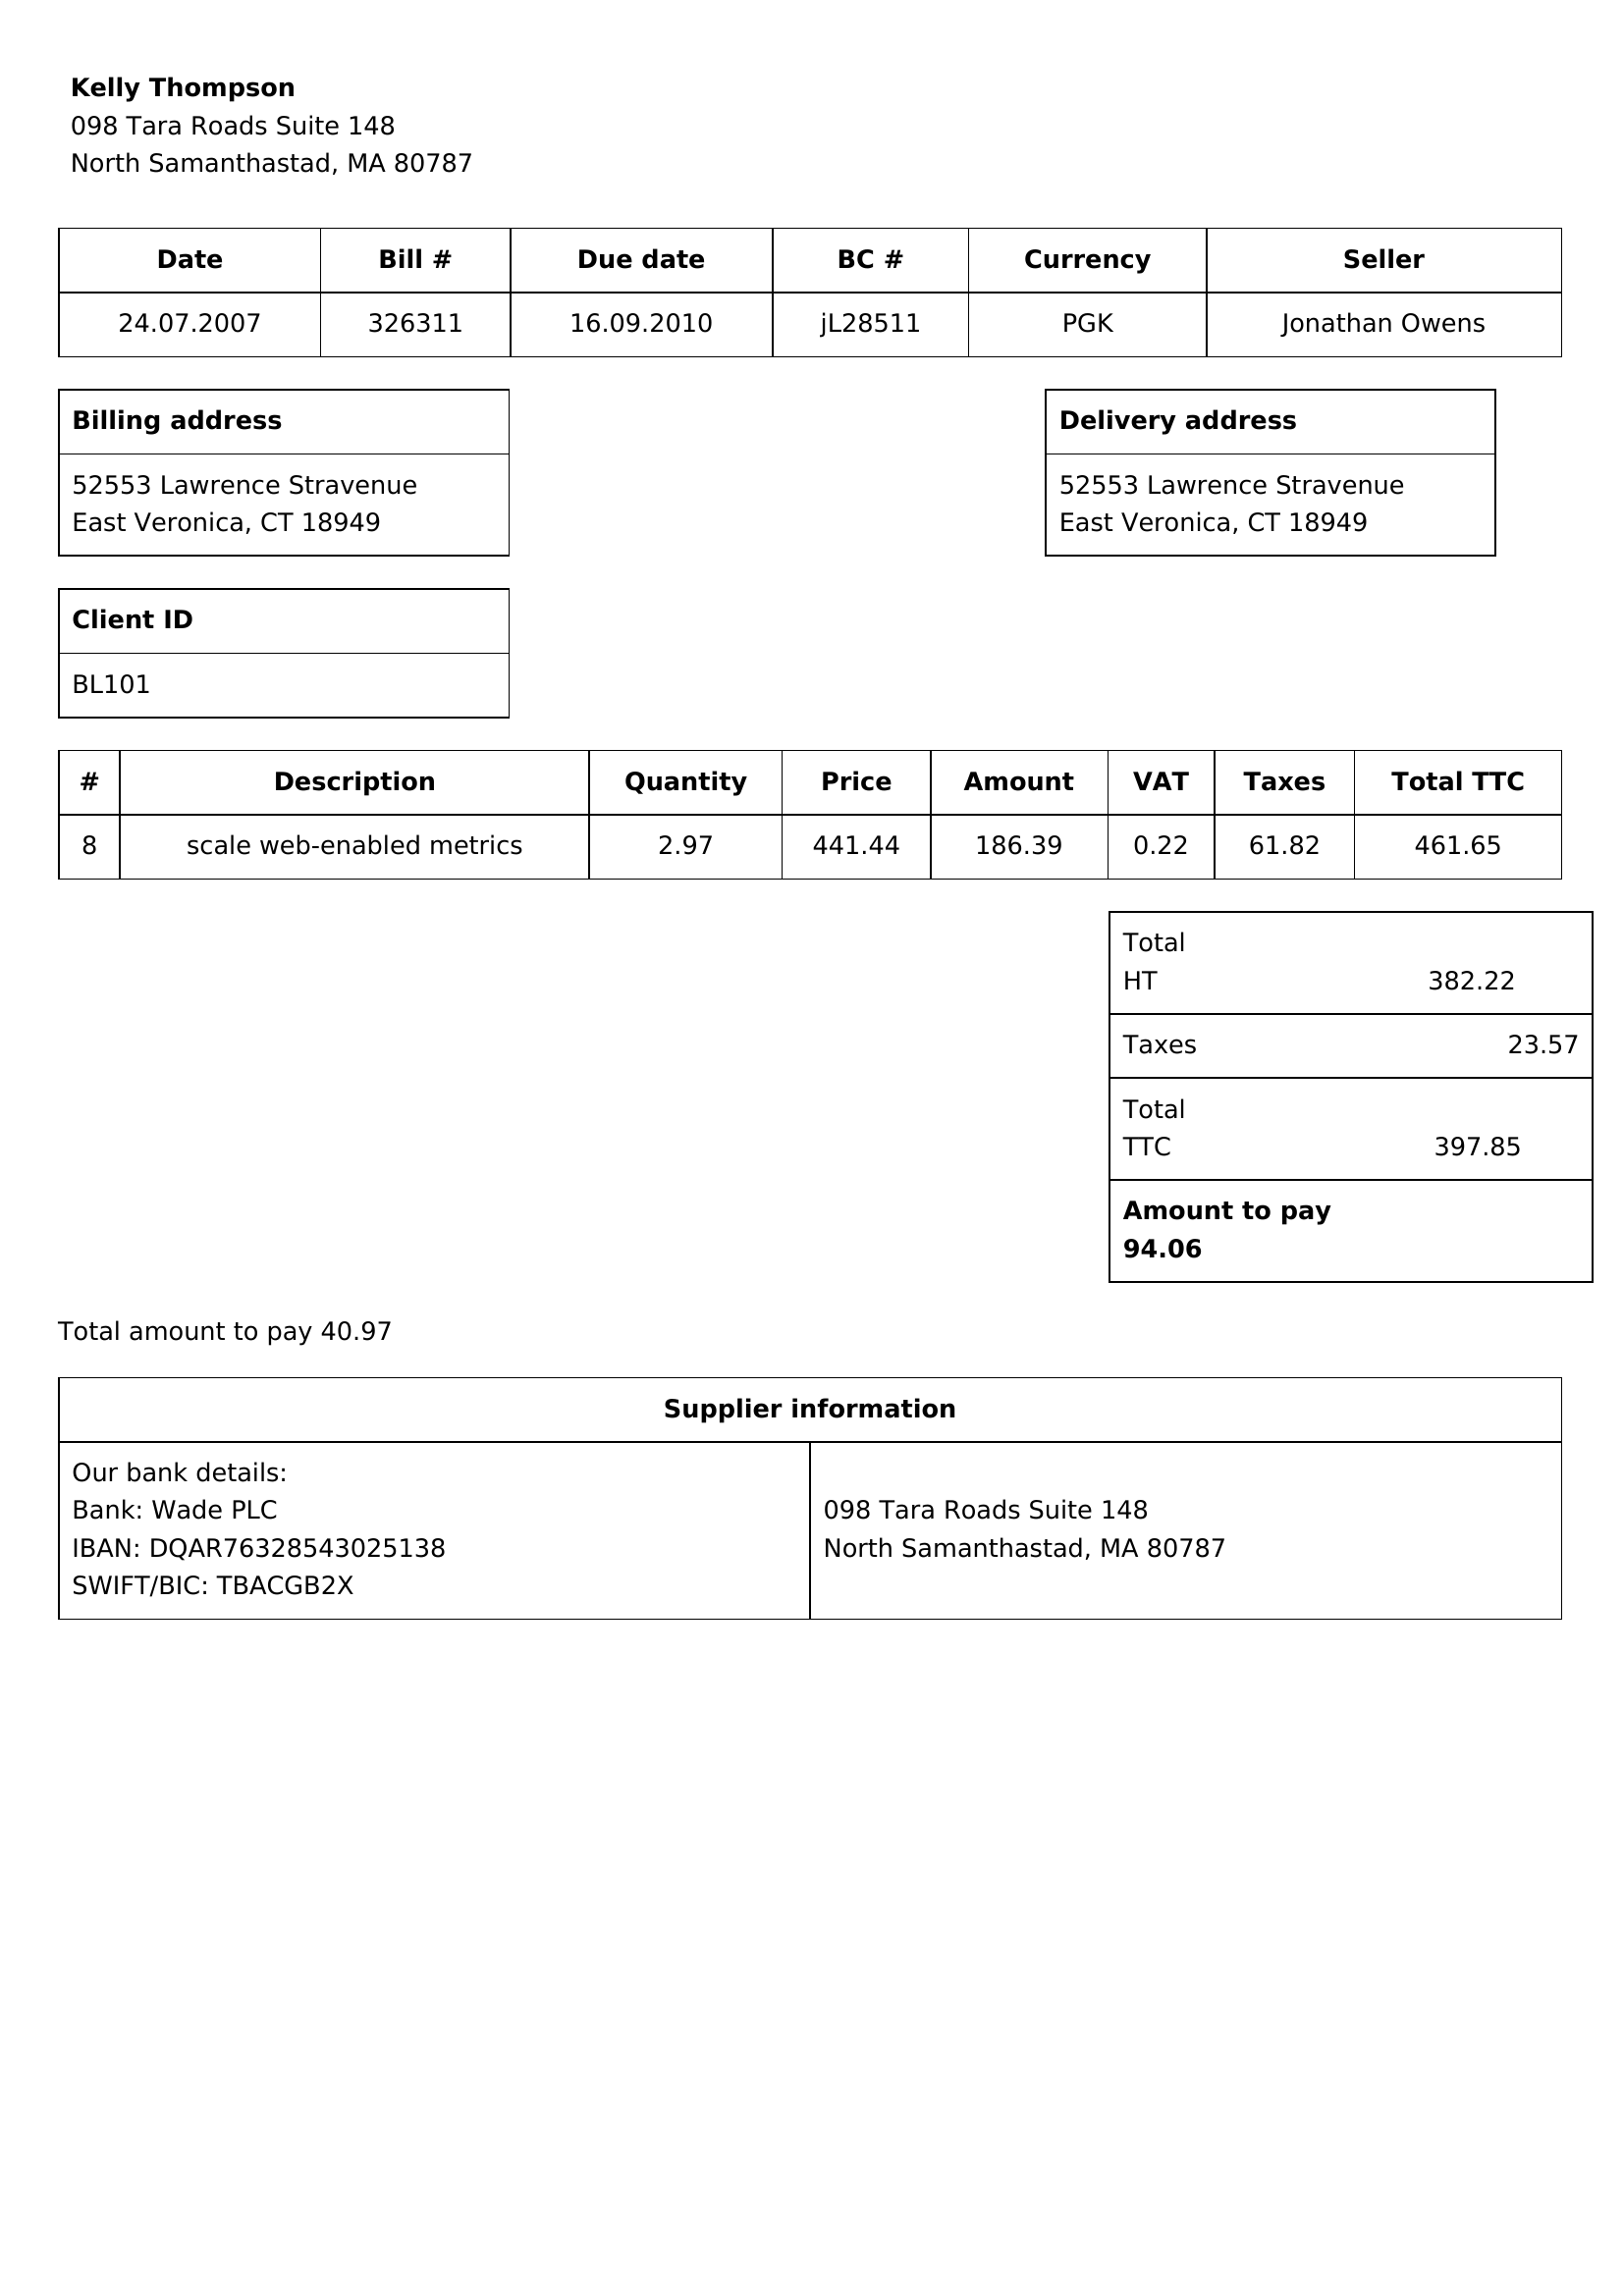 Kelly Thompson
098 Tara Roads Suite 148
North Samanthastad, MA 80787
Date Bill # Due date BC # Currency Seller
24.07.2007 326311 16.09.2010 jL28511 PGK Jonathan Owens
Billing address
52553 Lawrence Stravenue
East Veronica, CT 18949
Delivery address
52553 Lawrence Stravenue
East Veronica, CT 18949
Client ID
BL101
# Description Quantity Price Amount VAT Taxes Total TTC
8 scale web-enabled metrics 2.97 441.44 186.39 0.22 61.82 461.65
Total
HT 382.22
Taxes 23.57
Total
TTC 397.85
Amount to pay
94.06
Total amount to pay 40.97
Supplier information
Our bank details:
Bank: Wade PLC
IBAN: DQAR76328543025138
SWIFT/BIC: TBACGB2X
098 Tara Roads Suite 148
North Samanthastad, MA 80787